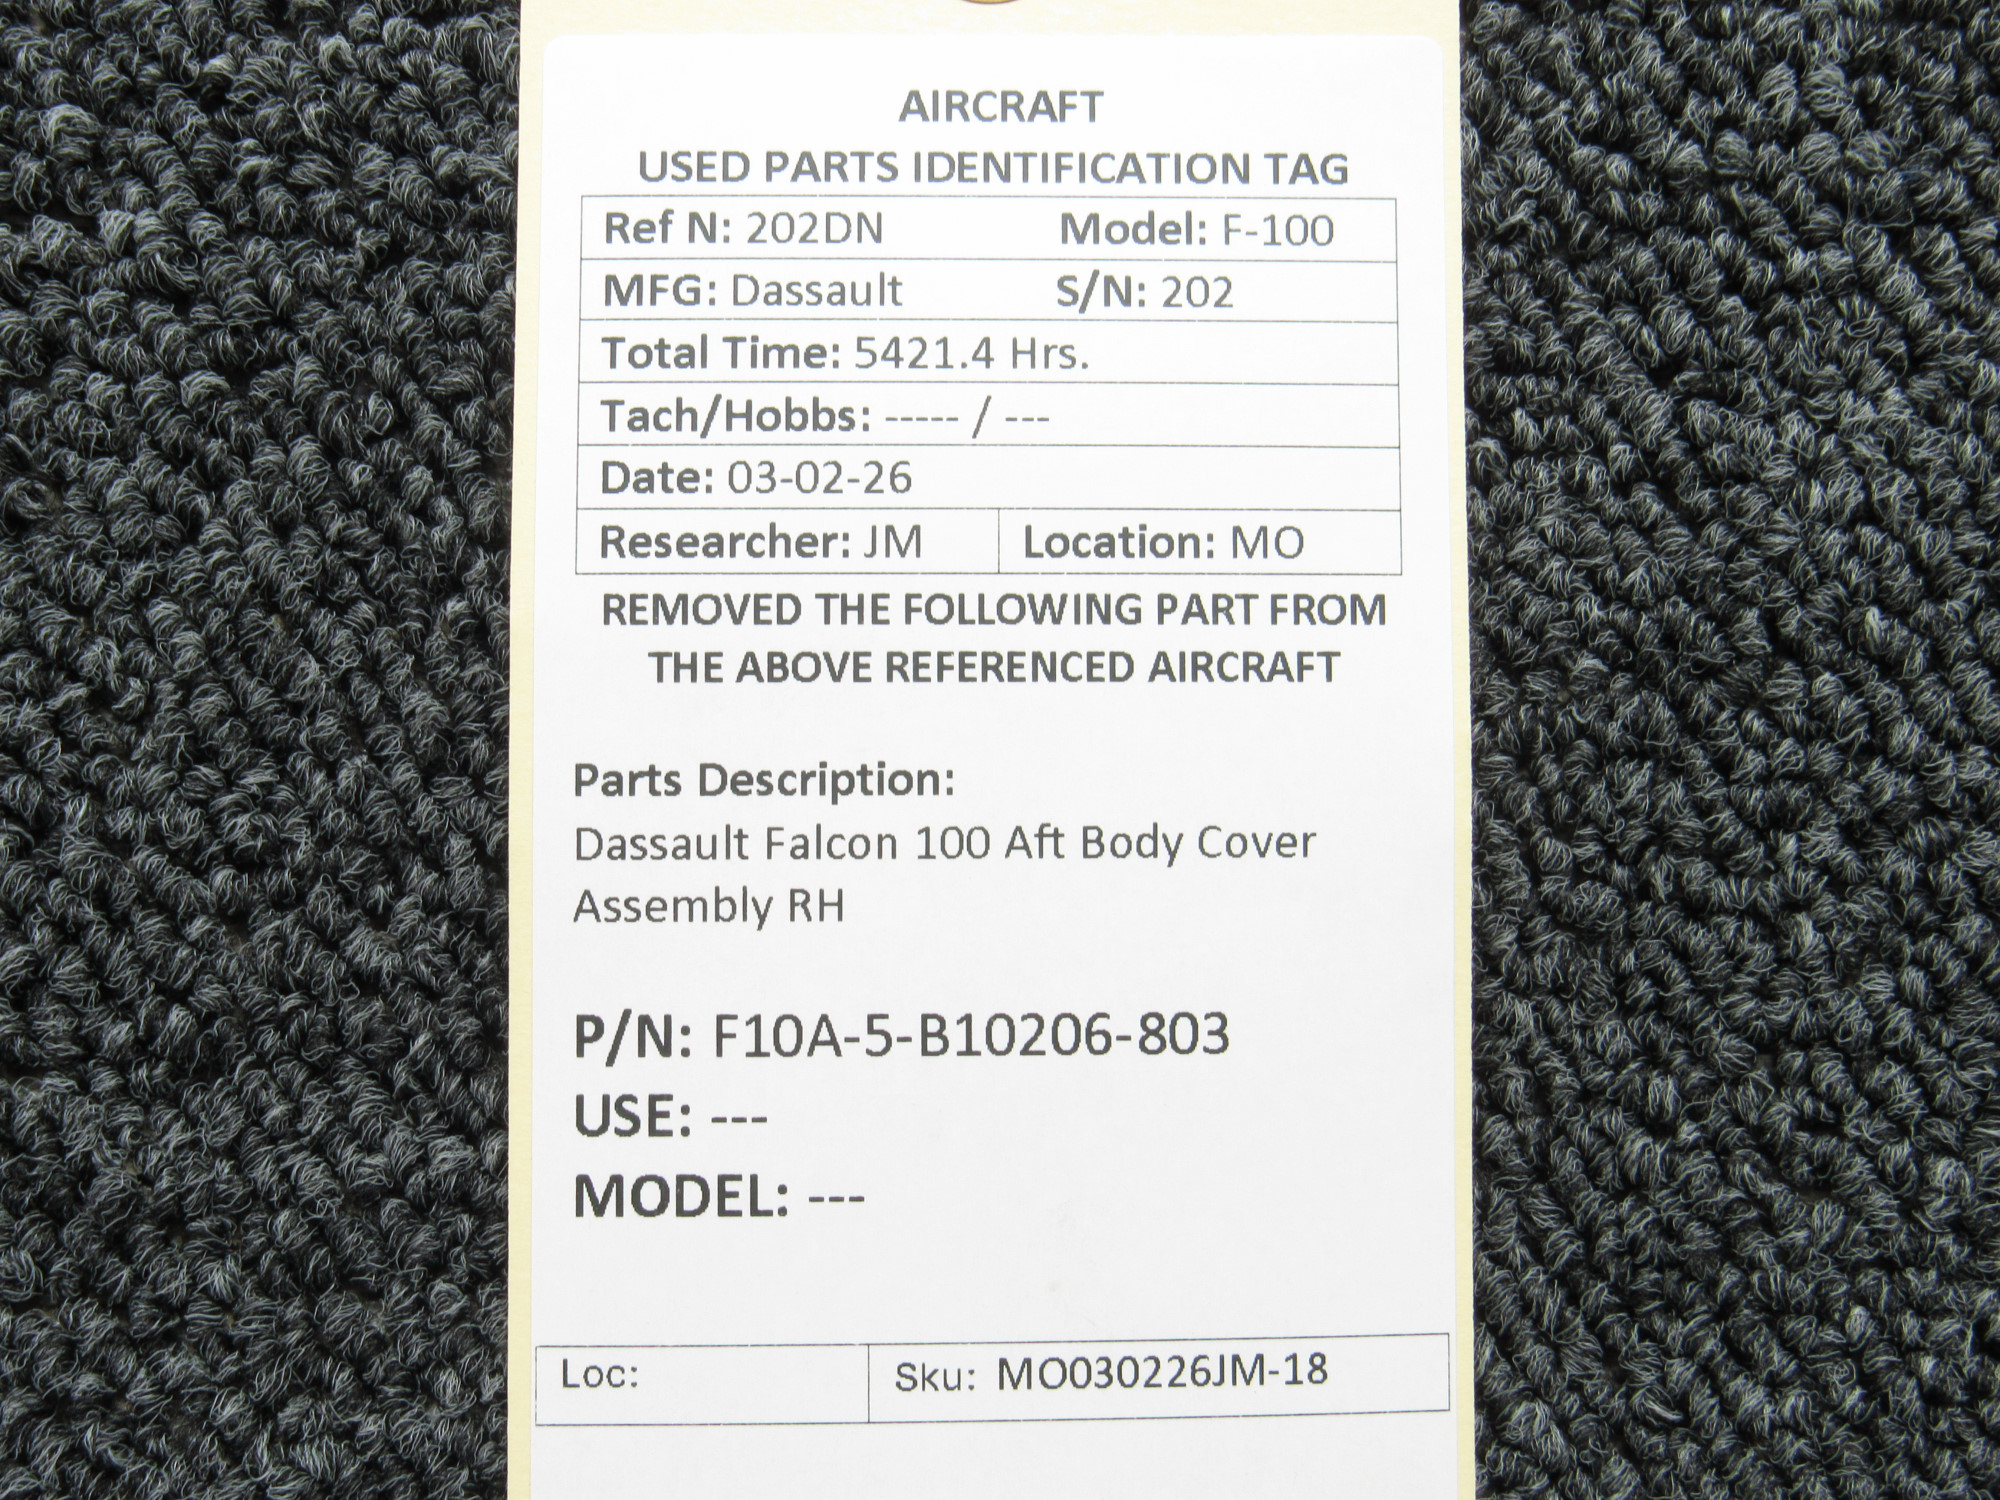 AIRCRAFT
USED PARTS IDENTIFICATION TAG
Ref N: 202DN Model: F-100
MFG: Dassault S/N: 202
Total Time: 5421.4 Hrs.
Tach/Hobbs: ----- / ---
Date: 03-02-26
Researcher: JM Location: MO
REMOVED THE FOLLOWING PART FROM
THE ABOVE REFERENCED AIRCRAFT
Parts Description:
Dassault Falcon 100 Aft Body Cover
Assembly RH
P/N: F10A-5-B10206-803
USE: ---
MODEL: ---
Loc: Sku: MO030226JM-18